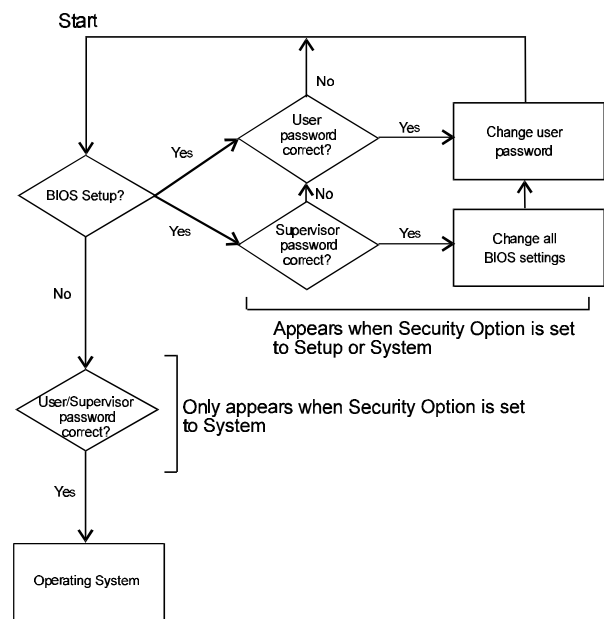 Start
No
User
password
correct?
Yes
Change user
password
Yes
BIOS Setup?
No
Yes
Supervisor
password
correct?
Yes
Change all
BIOS settings
No
Appears when Security Option is set
to Setup or System
User/Supervisor
password
correct?
Only appears when Security Option is set
to System
Yes
Operating System